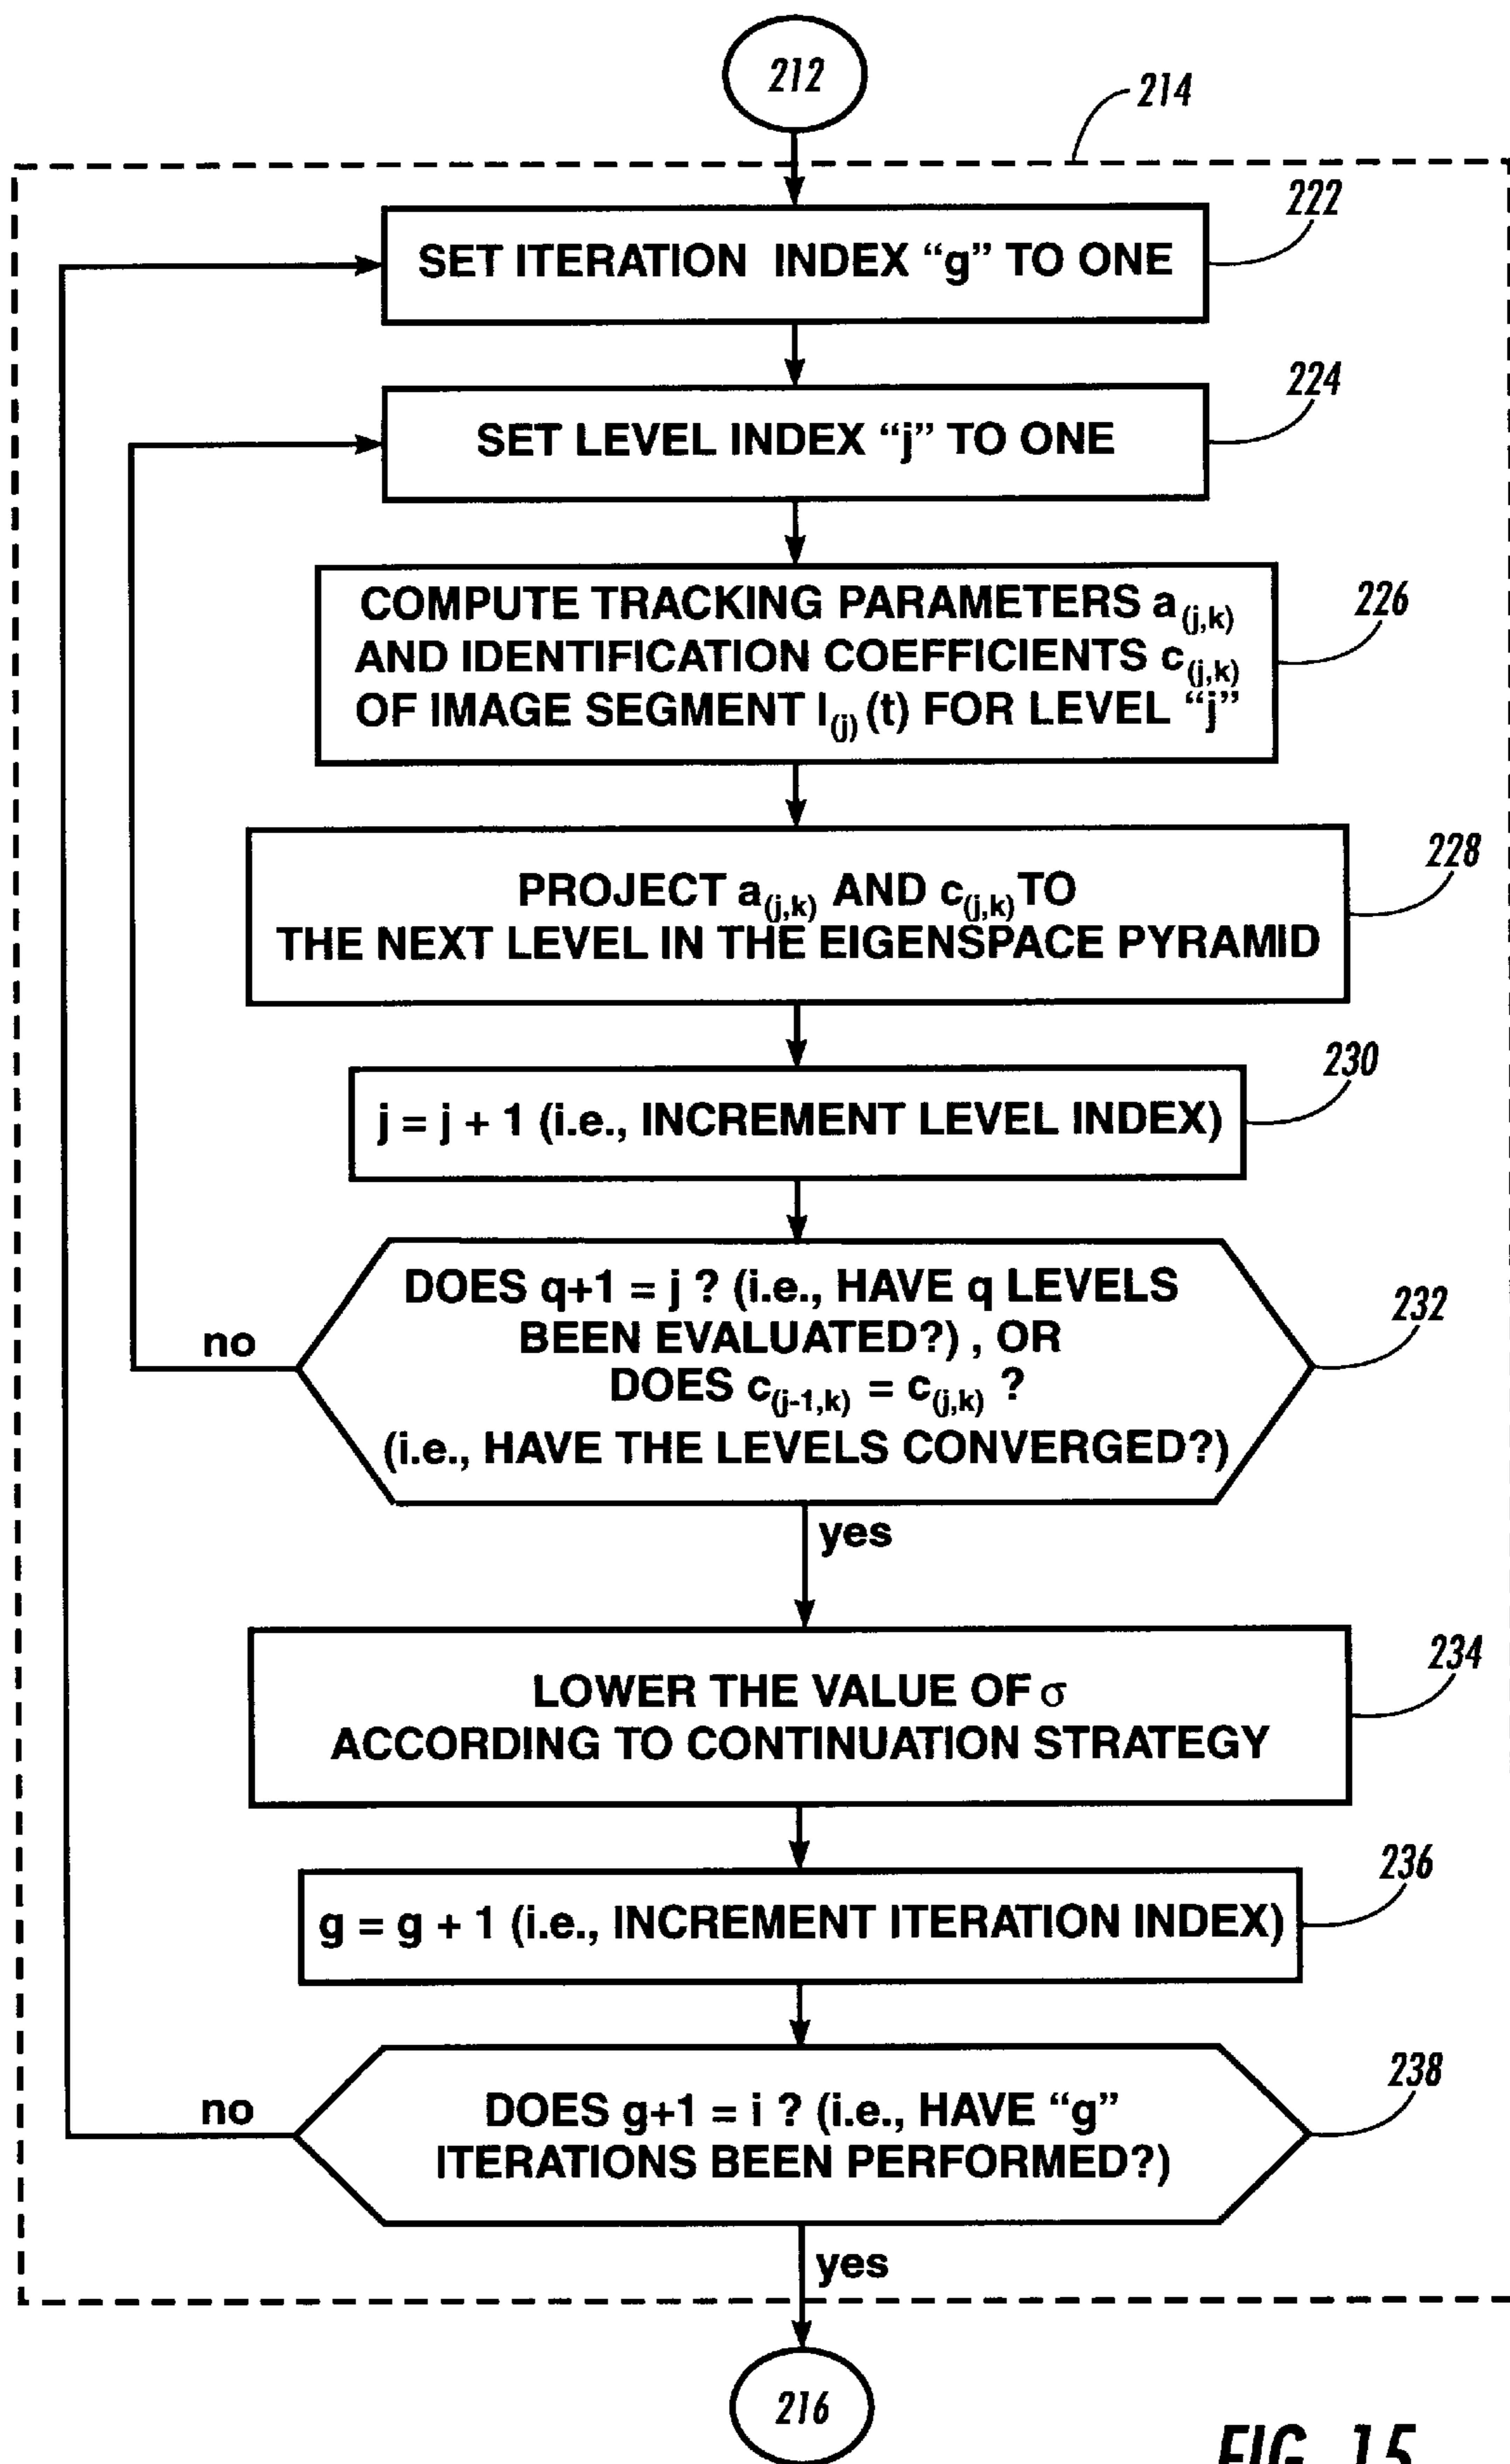 212
214
222
SET ITERATION INDEX “g” TO ONE
224
SET LEVEL INDEX “j” TO ONE
226
COMPUTE TRACKING PARAMETERS a(j,k)
AND IDENTIFICATION COEFFICIENTS c(j,k)
OF IMAGE SEGMENT I(j) (t) FOR LEVEL “j”
228
PROJECT a(j,k) AND c(j,k) TO
THE NEXT LEVEL IN THE EIGENSPACE PYRAMID
230
j = j + 1 (i.e., INCREMENT LEVEL INDEX)
232
DOES q+1 = j ? (i.e., HAVE q LEVELS
BEEN EVALUATED?) , OR
DOES c(j-1,k) = c(j,k) ?
(i.e., HAVE THE LEVELS CONVERGED?)
no
yes
234
LOWER THE VALUE OF σ
ACCORDING TO CONTINUATION STRATEGY
236
g = g + 1 (i.e., INCREMENT ITERATION INDEX)
238
DOES g+1 = i ? (i.e., HAVE “g”
ITERATIONS BEEN PERFORMED?)
no
yes
216
FIG. 15